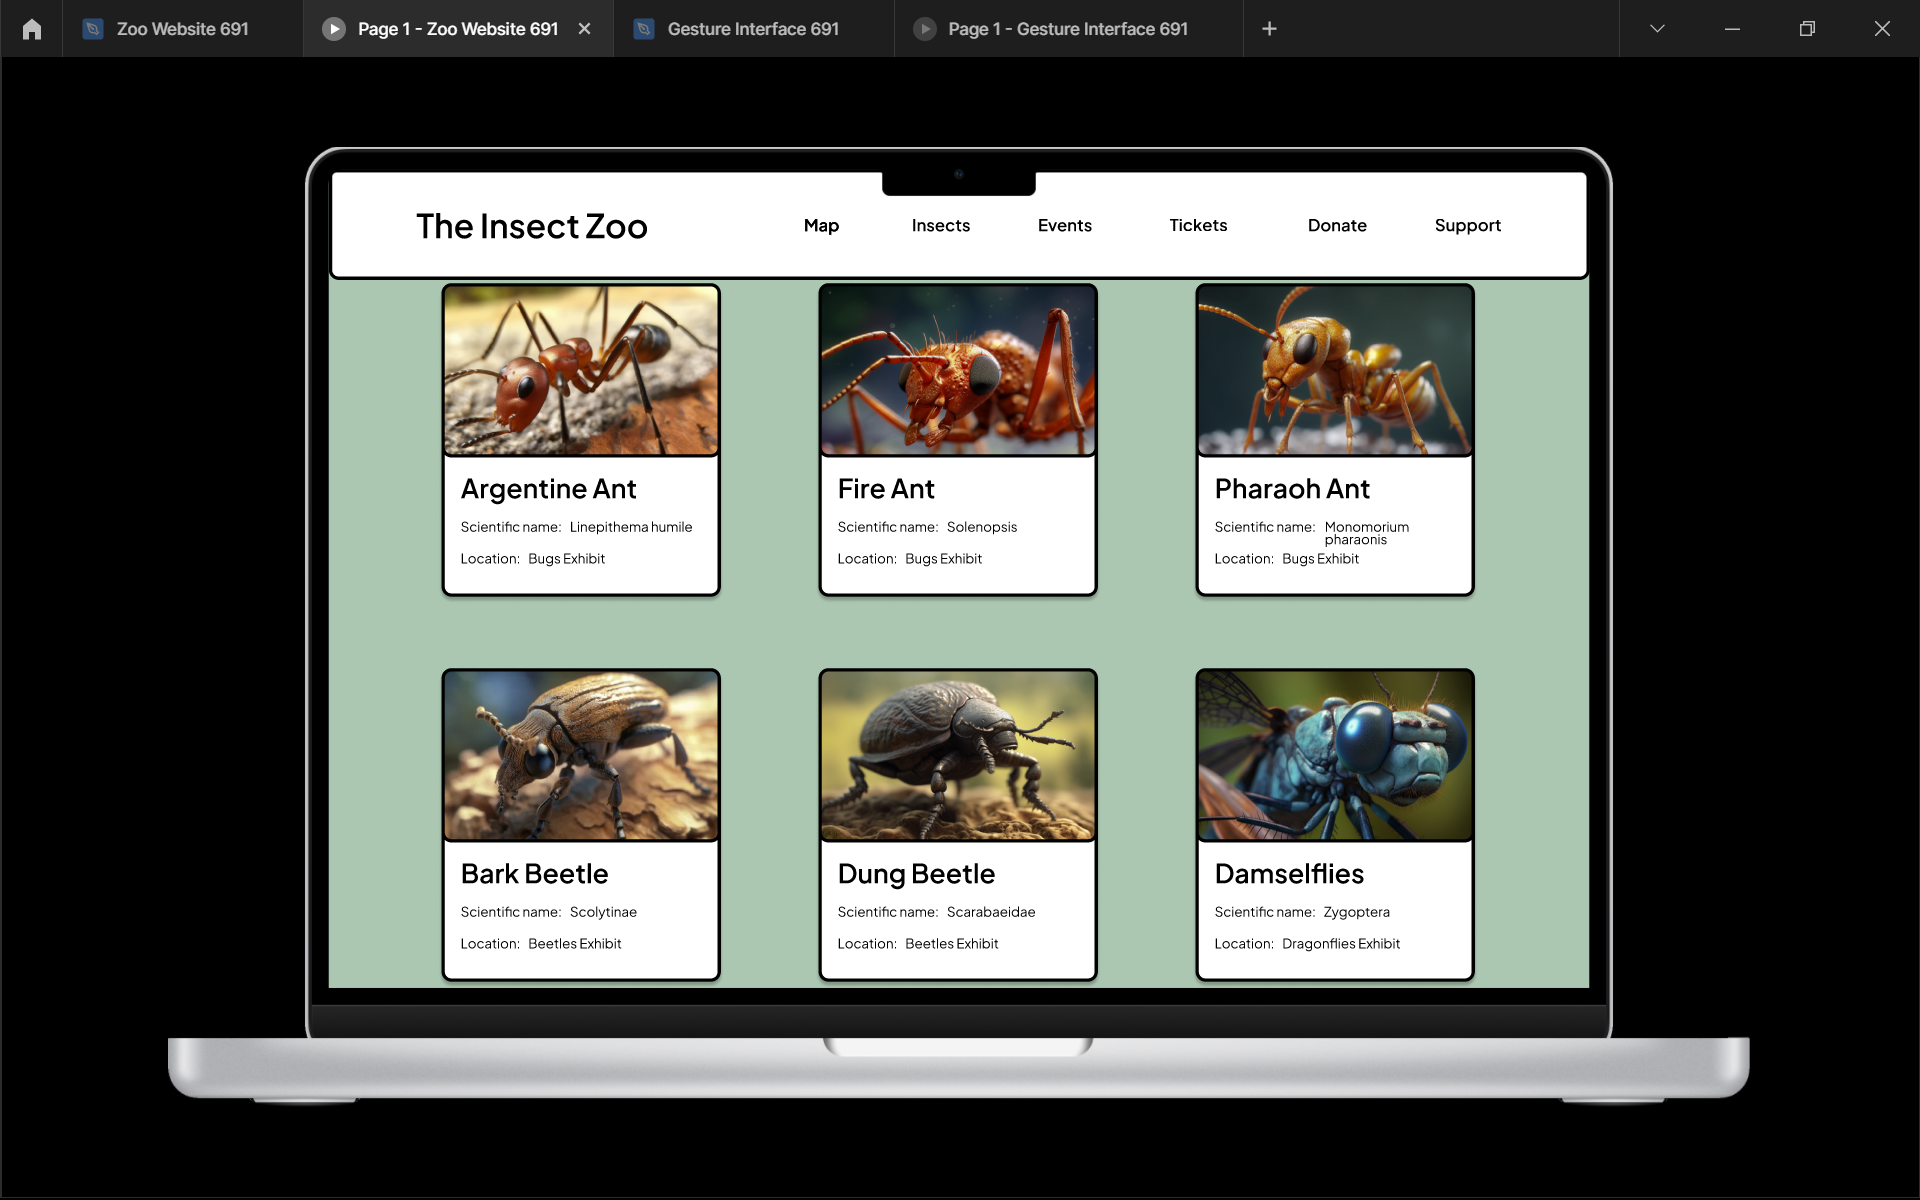 Zoo Website 691
Page 1 - Zoo Website 691
Gesture Interface 691
Page 1 - Gesture Interface 691
The Insect Zoo
Map
Insects
Events
Tickets
Donate
Support
Argentine Ant
Scientific name: Linepithema humile
Location: Bugs Exhibit
Fire Ant
Scientific name: Solenopsis
Location: Bugs Exhibit
Pharaoh Ant
Scientific name: Monomorium
pharaonis
Location: Bugs Exhibit
Bark Beetle
Scientific name: Scolytinae
Location: Beetles Exhibit
Dung Beetle
Scientific name: Scarabaeidae
Location: Beetles Exhibit
Damselflies
Scientific name: Zygoptera
Location: Dragonflies Exhibit